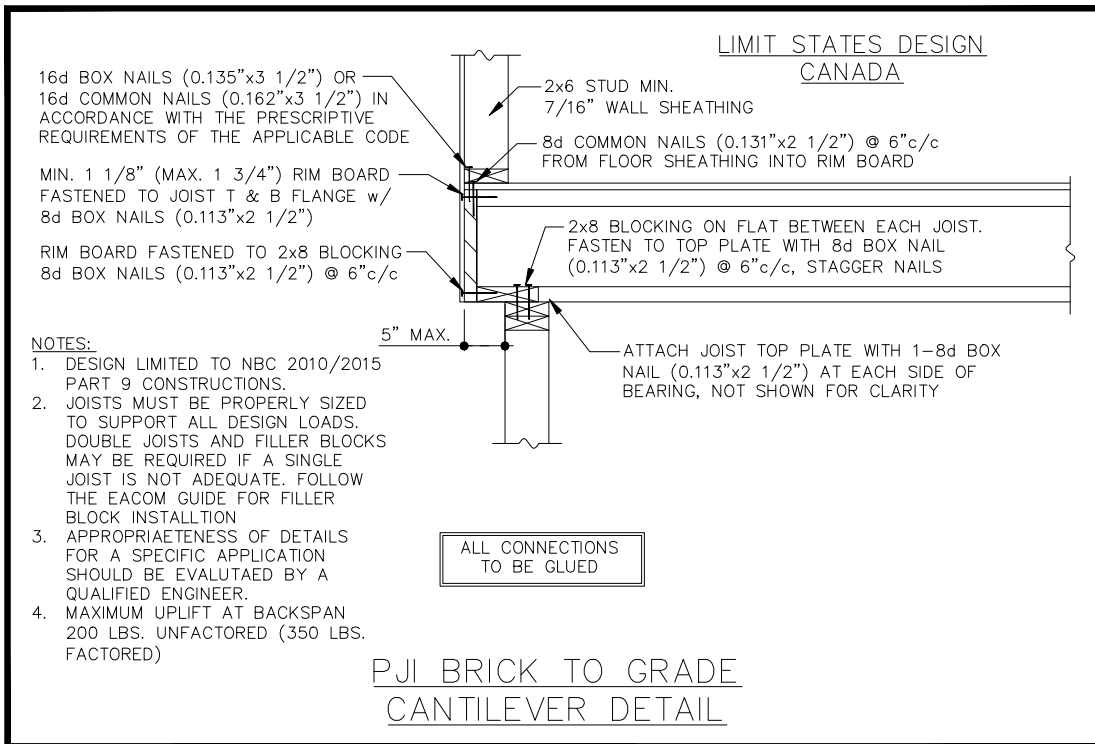 LIMIT STATES DESIGN
CANADA
16d BOX NAILS (0.135"x3 1/2") OR
16d COMMON NAILS (0.162"x3 1/2") IN
ACCORDANCE WITH THE PRESCRIPTIVE
REQUIREMENTS OF THE APPLICABLE CODE
MIN. 1 1/8" (MAX. 1 3/4") RIM BOARD
FASTENED TO JOIST T & B FLANGE w/
8d BOX NAILS (0.113"x2 1/2")
RIM BOARD FASTENED TO 2x8 BLOCKING
8d BOX NAILS (0.113"x2 1/2") @ 6"c/c
2x6 STUD MIN.
7/16" WALL SHEATHING
8d COMMON NAILS (0.131"x2 1/2") @ 6"c/c
FROM FLOOR SHEATHING INTO RIM BOARD
2x8 BLOCKING ON FLAT BETWEEN EACH JOIST.
FASTEN TO TOP PLATE WITH 8d BOX NAIL
(0.113"x2 1/2") @ 6"c/c, STAGGER NAILS
5" MAX.
ATTACH JOIST TOP PLATE WITH 1-8d BOX
NAIL (0.113"x2 1/2") AT EACH SIDE OF
BEARING, NOT SHOWN FOR CLARITY
NOTES:
1. DESIGN LIMITED TO NBC 2010/2015
PART 9 CONSTRUCTIONS.
2. JOISTS MUST BE PROPERLY SIZED
TO SUPPORT ALL DESIGN LOADS.
DOUBLE JOISTS AND FILLER BLOCKS
MAY BE REQUIRED IF A SINGLE
JOIST IS NOT ADEQUATE. FOLLOW
THE EACOM GUIDE FOR FILLER
BLOCK INSTALLTION
3. APPROPRIAETENESS OF DETAILS
FOR A SPECIFIC APPLICATION
SHOULD BE EVALUTAED BY A
QUALIFIED ENGINEER.
4. MAXIMUM UPLIFT AT BACKSPAN
200 LBS. UNFACTORED (350 LBS.
FACTORED)
ALL CONNECTIONS
TO BE GLUED
PJI BRICK TO GRADE
CANTILEVER DETAIL